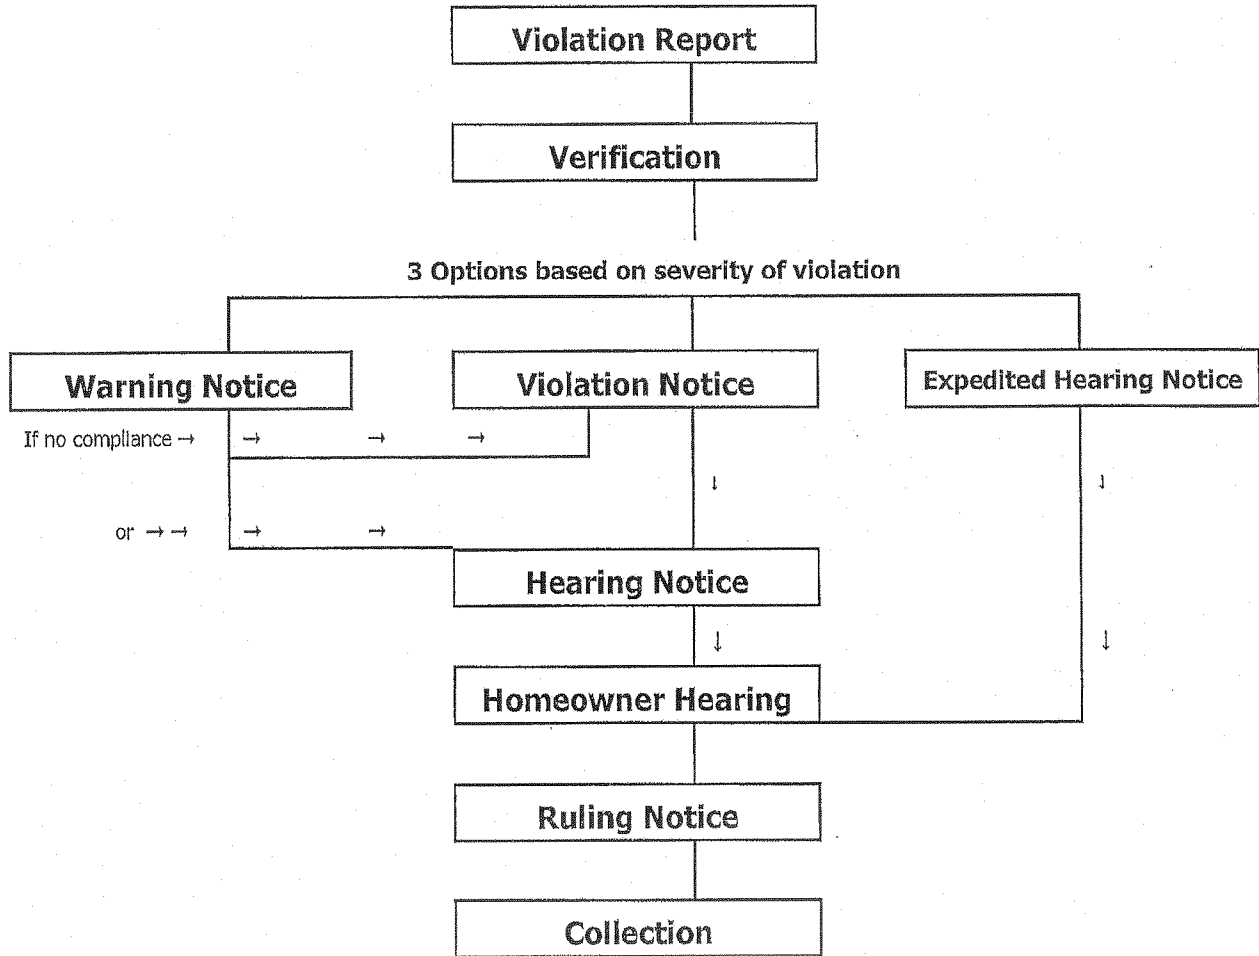 Violation Report
Verification
3 Options based on severity of violation
Warning Notice
Violation Notice
Expedited Hearing Notice
If no compliance → → → →
↓ ↓
or → → → →
Hearing Notice
↓ ↓
Homeowner Hearing
Ruling Notice
Collection